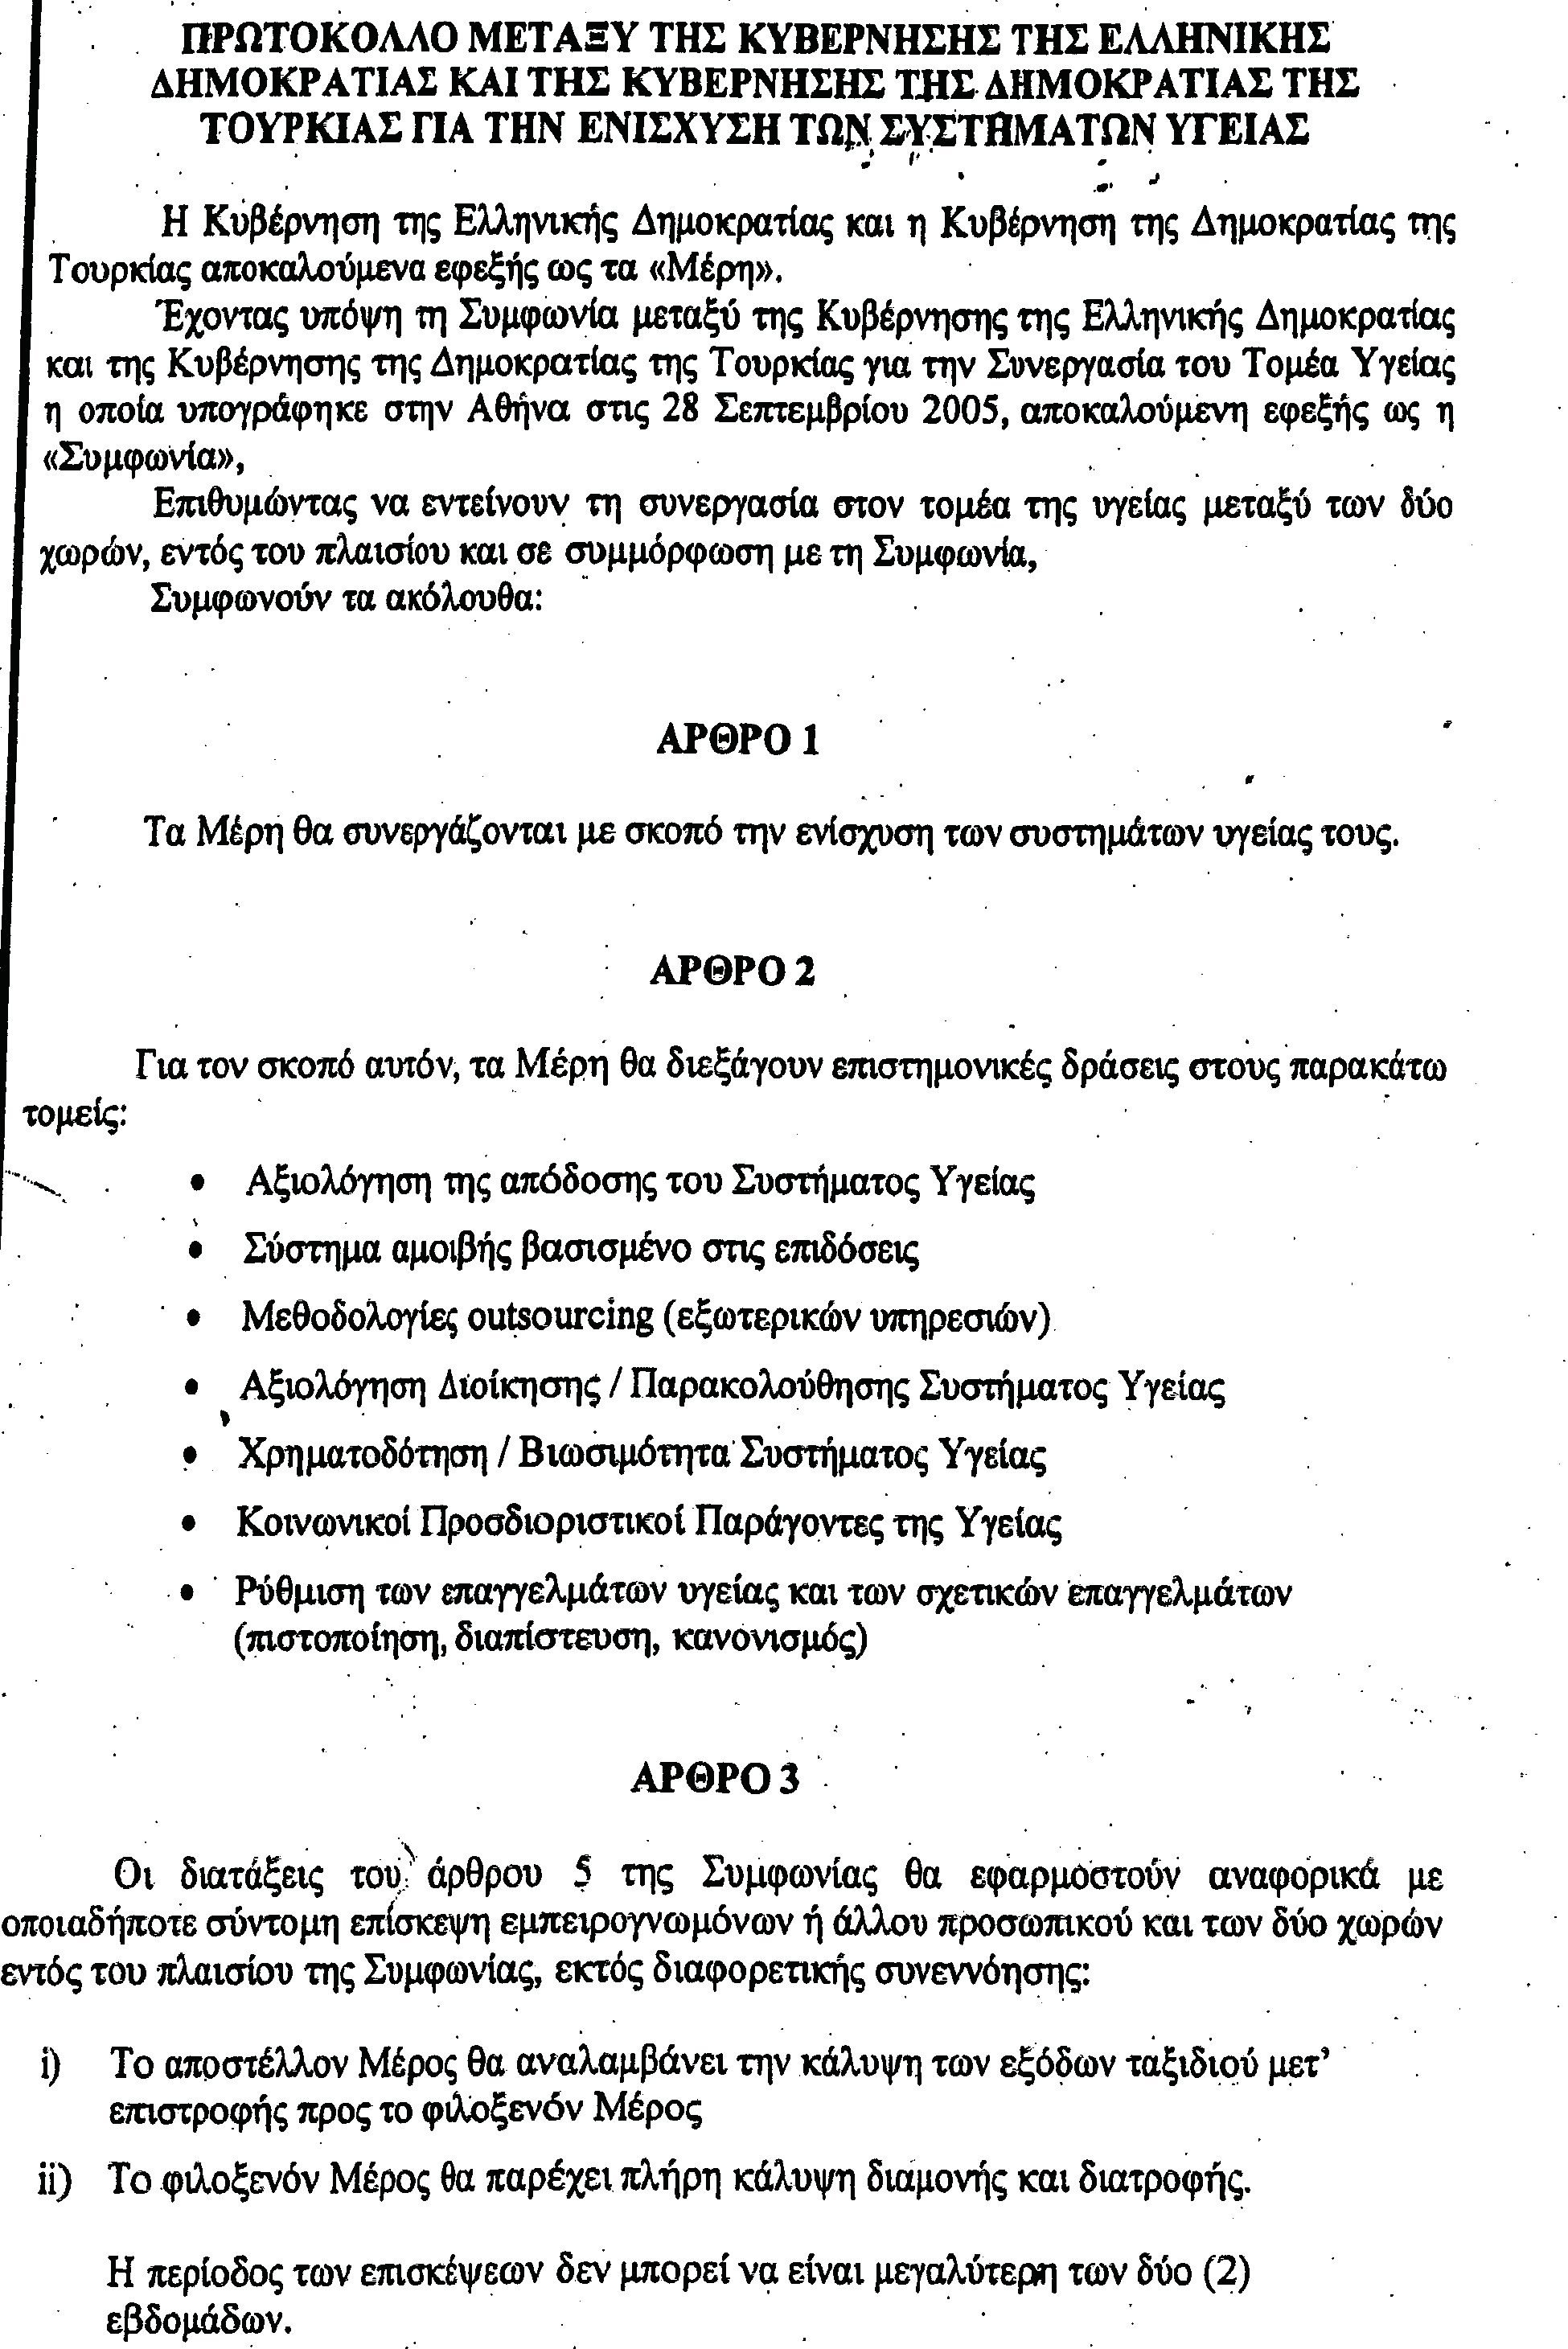 ΠΡΩΤΟΚΟΛΛΟ ΜΕΤΑΞΥ ΤΗΣ ΚΥΒΕΡΝΗΣΗΣ ΤΗΣ ΕΛΛΗΝΙΚΗΣ
ΔΗΜΟΚΡΑΤΙΑΣ ΚΑΙ ΤΗΣ ΚΥΒΕΡΝΗΣΗΣ ΤΗΣ ΔΗΜΟΚΡΑΤΙΑΣ ΤΗΣ
ΤΟΥΡΚΙΑΣ ΓΙΑ ΤΗΝ ΕΝΙΣΧΥΣΗ ΤΩΝ ΣΥΣΤΗΜΑΤΩΝ ΥΓΕΙΑΣ
Η Κυβέρνηση της Ελληνικής Δημοκρατίας και η Κυβέρνηση της Δημοκρατίας της
Τουρκίας αποκαλούμενα εφεξής ως τα «Μέρη».
Έχοντας υπόψη τη Συμφωνία μεταξύ της Κυβέρνησης της Ελληνικής Δημοκρατίας
και της Κυβέρνησης της Δημοκρατίας της Τουρκίας για την Συνεργασία του Τομέα Υγείας
η οποία υπογράφηκε στην Αθήνα στις 28 Σεπτεμβρίου 2005, αποκαλούμενη εφεξής ως η
«Συμφωνία»,
Επιθυμώντας να εντείνουν τη συνεργασία στον τομέα της υγείας μεταξύ των δύο
χωρών, εντός του πλαισίου και σε συμμόρφωση με τη Συμφωνία,
Συμφωνούν τα ακόλουθα:
ΑΡΘΡΟ 1
Τα Μέρη θα συνεργάζονται με σκοπό την ενίσχυση των συστημάτων υγείας τους.
ΑΡΘΡΟ 2
Για τον σκοπό αυτόν, τα Μέρη θα διεξάγουν επιστημονικές δράσεις στους παρακάτω
τομείς:
• Αξιολόγηση της απόδοσης του Συστήματος Υγείας
• Σύστημα αμοιβής βασισμένο στις επιδόσεις
• Μεθοδολογίες outsourcing (εξωτερικών υπηρεσιών)
• Αξιολόγηση Διοίκησης / Παρακολούθησης Συστήματος Υγείας
• Χρηματοδότηση / Βιωσιμότητα Συστήματος Υγείας
• Κοινωνικοί Προσδιοριστικοί Παράγοντες της Υγείας
• Ρύθμιση των επαγγελμάτων υγείας και των σχετικών επαγγελμάτων
(πιστοποίηση, διαπίστευση, κανονισμός)
ΑΡΘΡΟ 3
Οι διατάξεις του άρθρου 5 της Συμφωνίας θα εφαρμοστούν αναφορικά με
οποιαδήποτε σύντομη επίσκεψη εμπειρογνωμόνων ή άλλου προσωπικού και των δύο χωρών
εντός του πλαισίου της Συμφωνίας, εκτός διαφορετικής συνεννόησης:
i) Το αποστέλλον Μέρος θα αναλαμβάνει την κάλυψη των εξόδων ταξιδιού μετ’
επιστροφής προς το φιλοξενόν Μέρος
ii) Το φιλοξενόν Μέρος θα παρέχει πλήρη κάλυψη διαμονής και διατροφής.
Η περίοδος των επισκέψεων δεν μπορεί να είναι μεγαλύτερη των δύο (2)
εβδομάδων.